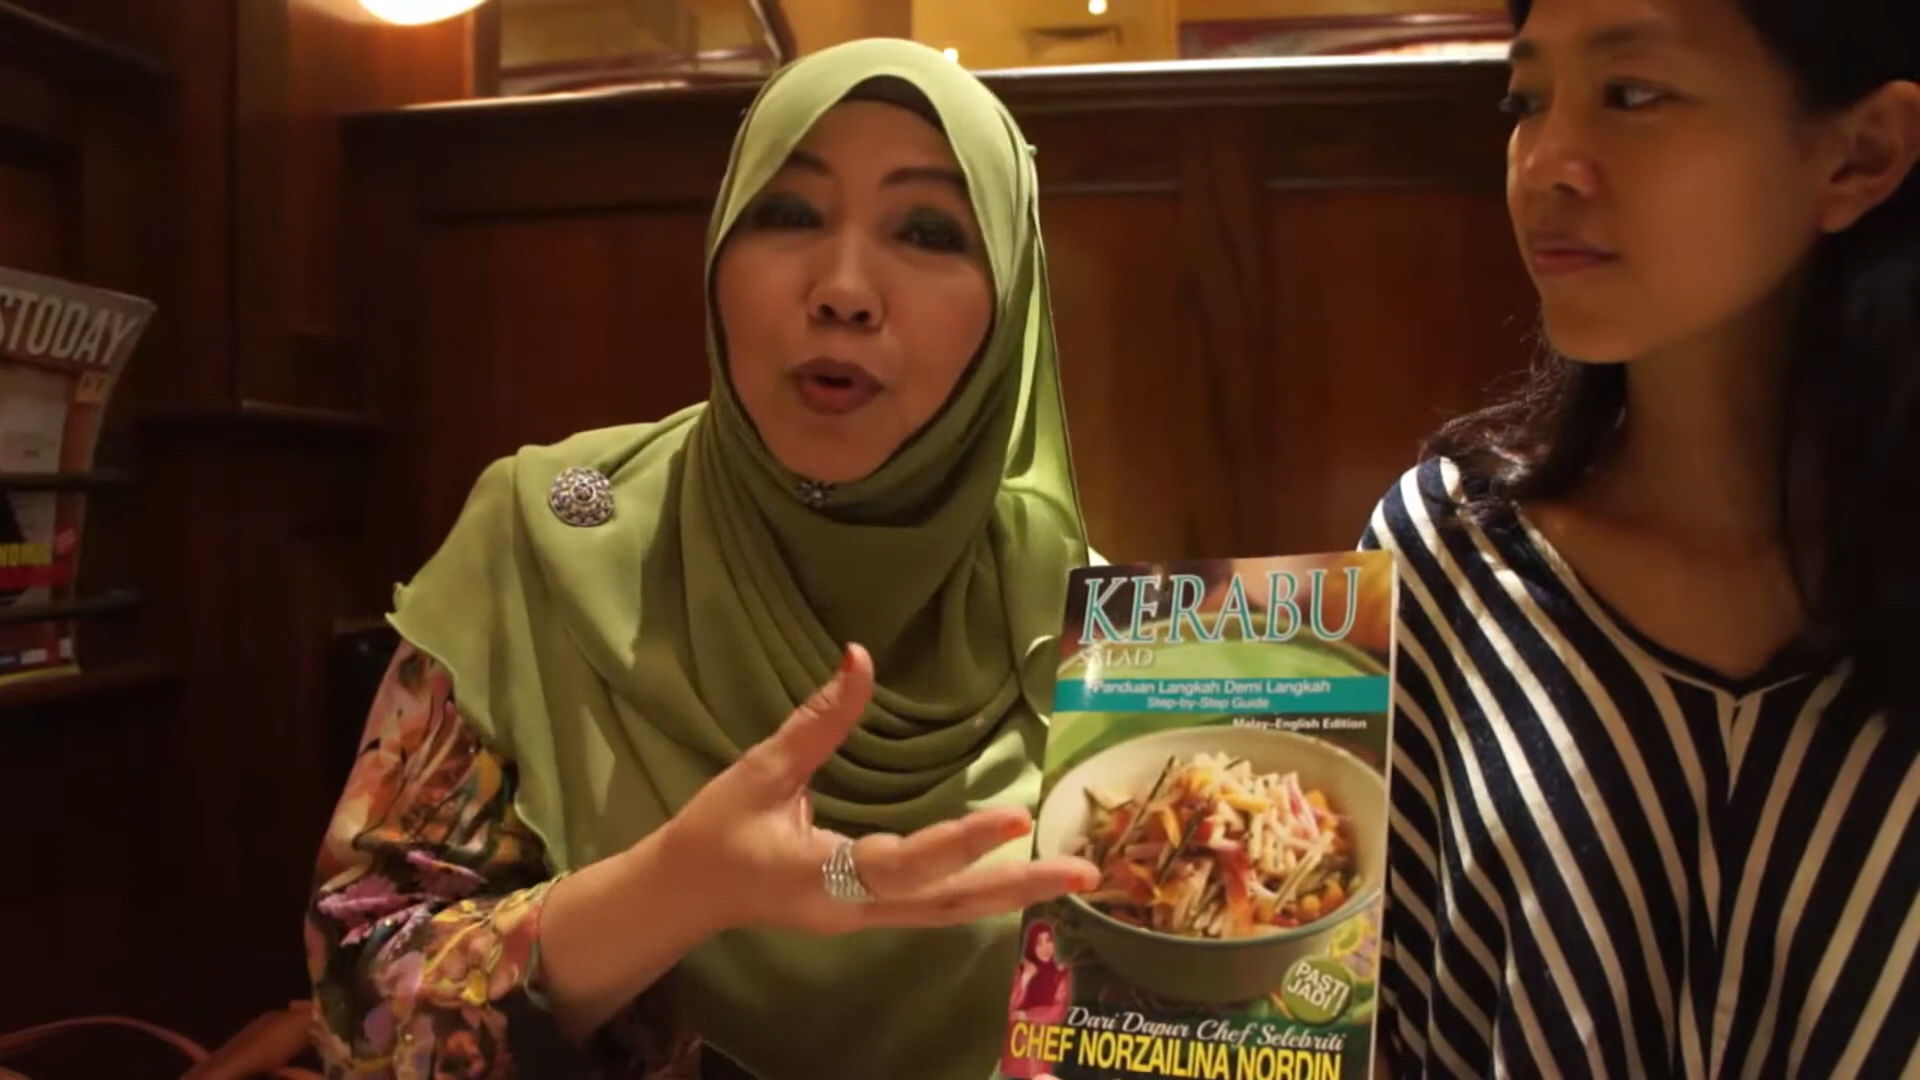 STODAY
KERABU
SALAD
Panduan Langkah Demi Langkah
Step-by-Step Guide
Malay-English Edition
PASTI
JADI
Dari Dapur Chef Selebriti
CHEF NORZAILINA NORDIN